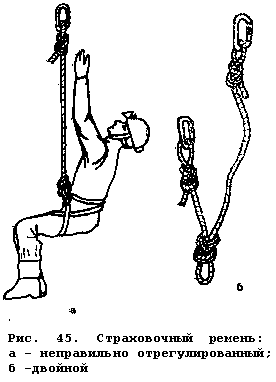 а
б
Рис. 45. Страховочный ремень:
а – неправильно отрегулированный;
б –двойной